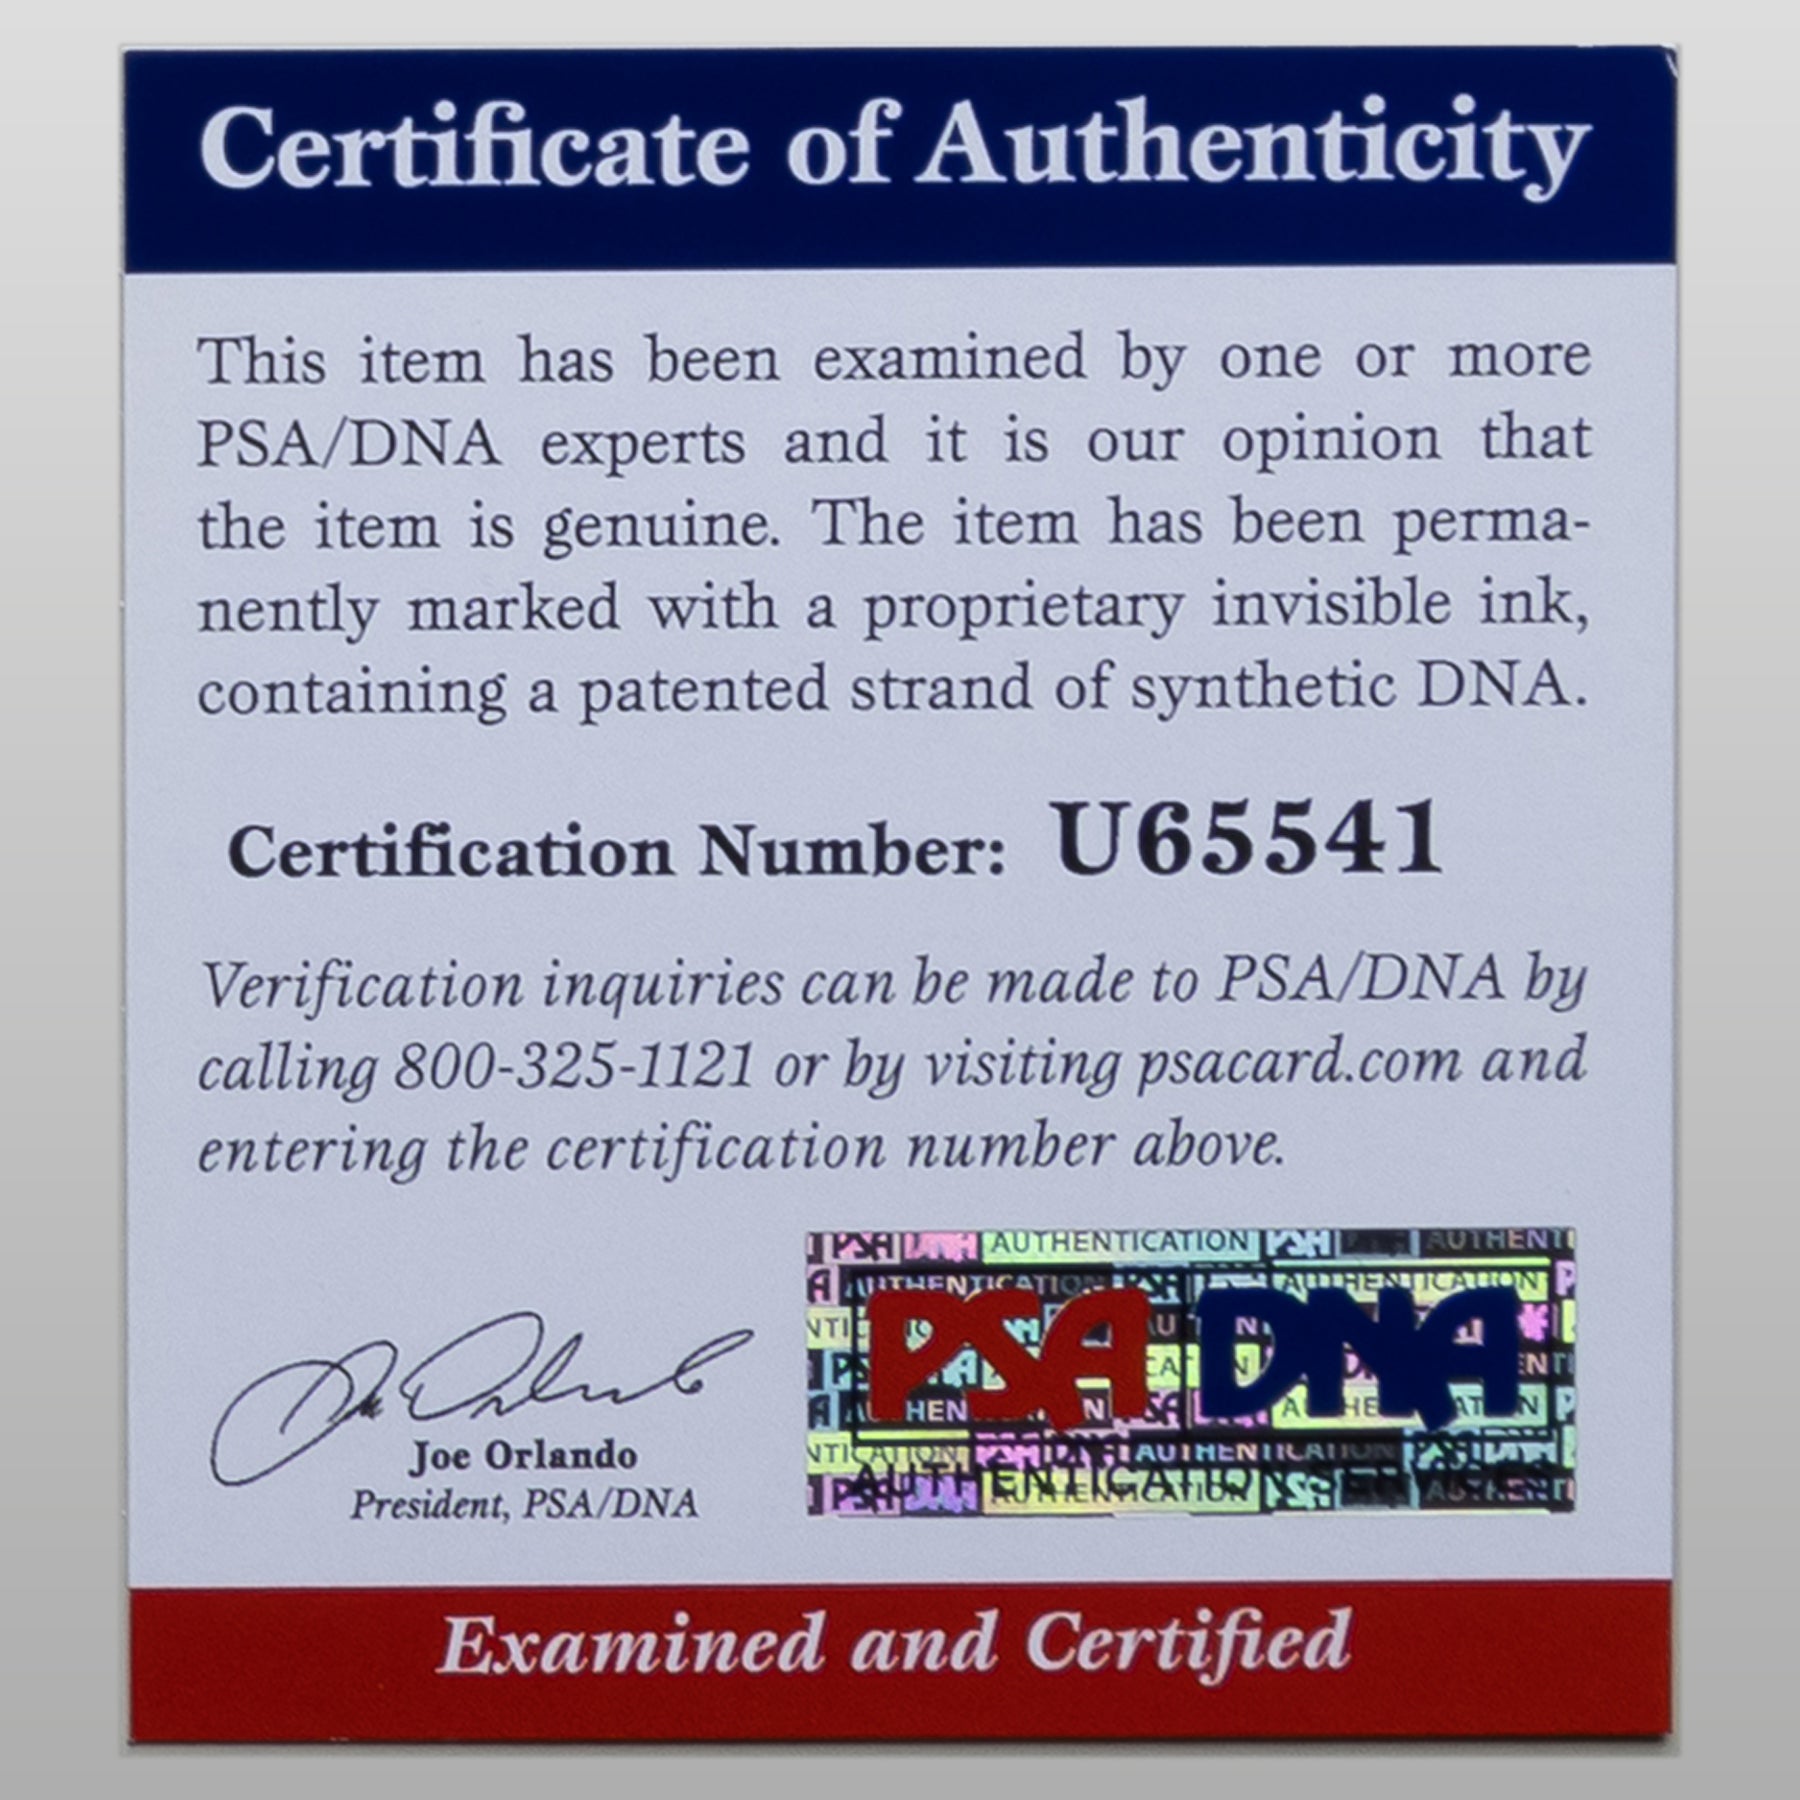 Certificate of Authenticity
This item has been examined by one or more
PSA/DNA experts and it is our opinion that
the item is genuine. The item has been perma-
nently marked with a proprietary invisible ink,
containing a patented strand of synthetic DNA.
Certification Number: U65541
Verification inquiries can be made to PSA/DNA by
calling 800-325-1121 or by visiting psacard.com and
entering the certification number above.
Joe Orlando
President, PSA/DNA
PSA DNA
AUTHENTICATION SERVICES
Examined and Certified